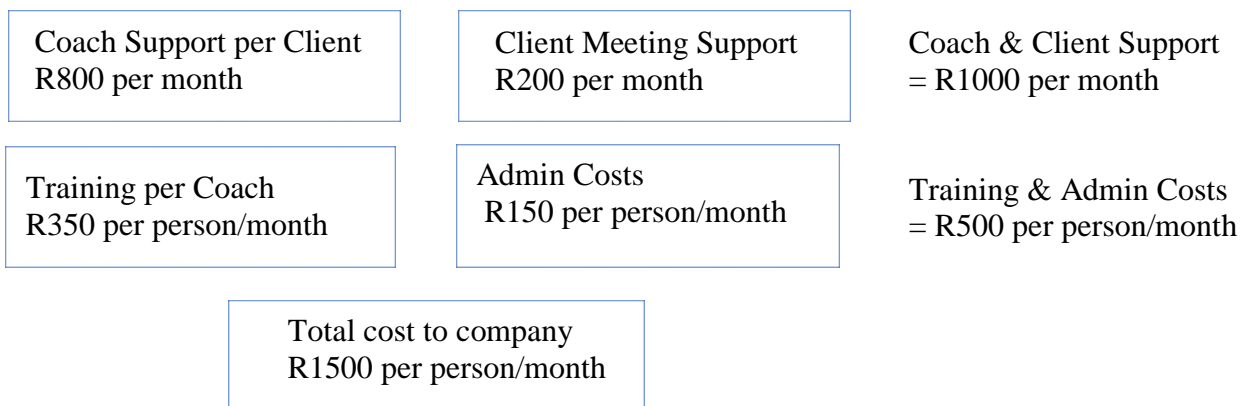 Coach Support per Client
R800 per month
Client Meeting Support
R200 per month
Coach & Client Support
= R1000 per month
Training per Coach
R350 per person/month
Admin Costs
R150 per person/month
Training & Admin Costs
= R500 per person/month
Total cost to company
R1500 per person/month